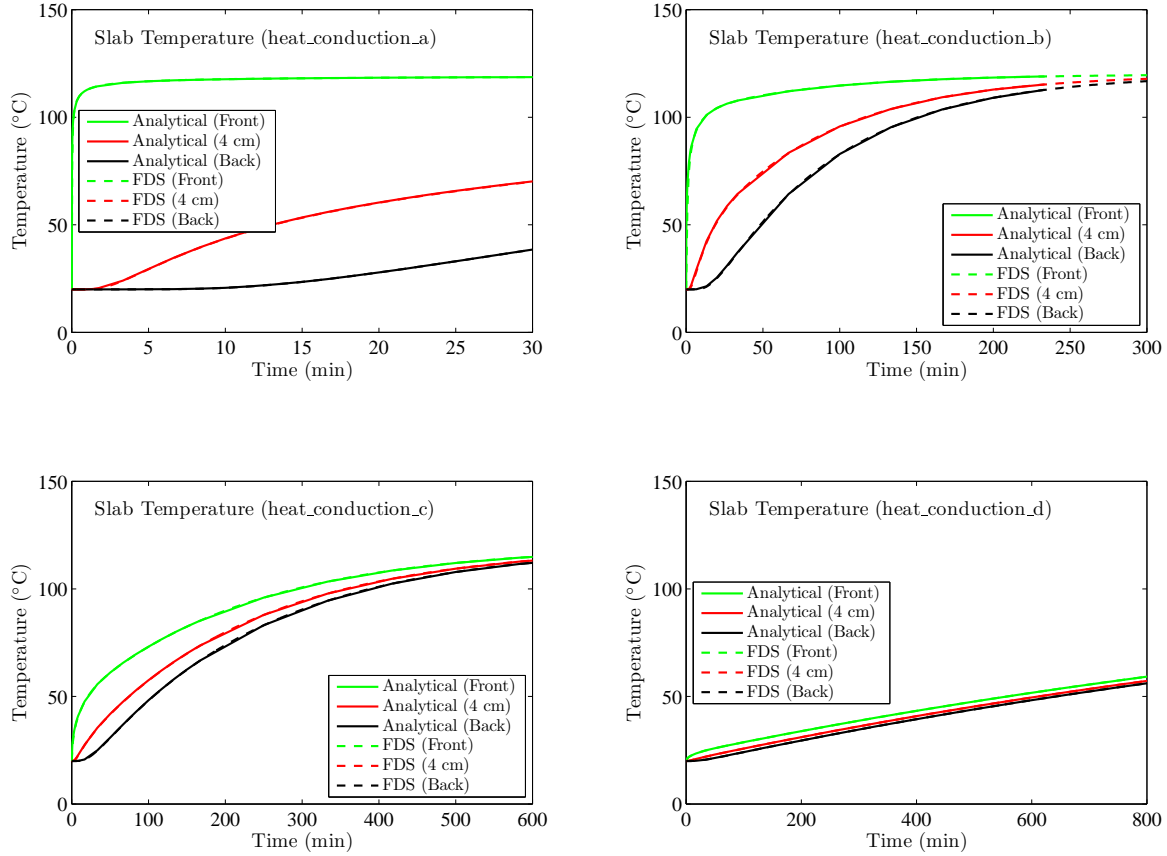 Slab Temperature (heat_conduction_a)
150
100
50
0
Temperature (°C)
Analytical (Front)
Analytical (4 cm)
Analytical (Back)
FDS (Front)
FDS (4 cm)
FDS (Back)
0 5 10 15 20 25 30
Time (min)
Slab Temperature (heat_conduction_b)
150
100
50
0
Temperature (°C)
Analytical (Front)
Analytical (4 cm)
Analytical (Back)
FDS (Front)
FDS (4 cm)
FDS (Back)
0 50 100 150 200 250 300
Time (min)
Slab Temperature (heat_conduction_c)
150
100
50
0
Temperature (°C)
Analytical (Front)
Analytical (4 cm)
Analytical (Back)
FDS (Front)
FDS (4 cm)
FDS (Back)
0 100 200 300 400 500 600
Time (min)
Slab Temperature (heat_conduction_d)
150
100
50
0
Temperature (°C)
Analytical (Front)
Analytical (4 cm)
Analytical (Back)
FDS (Front)
FDS (4 cm)
FDS (Back)
0 200 400 600 800
Time (min)